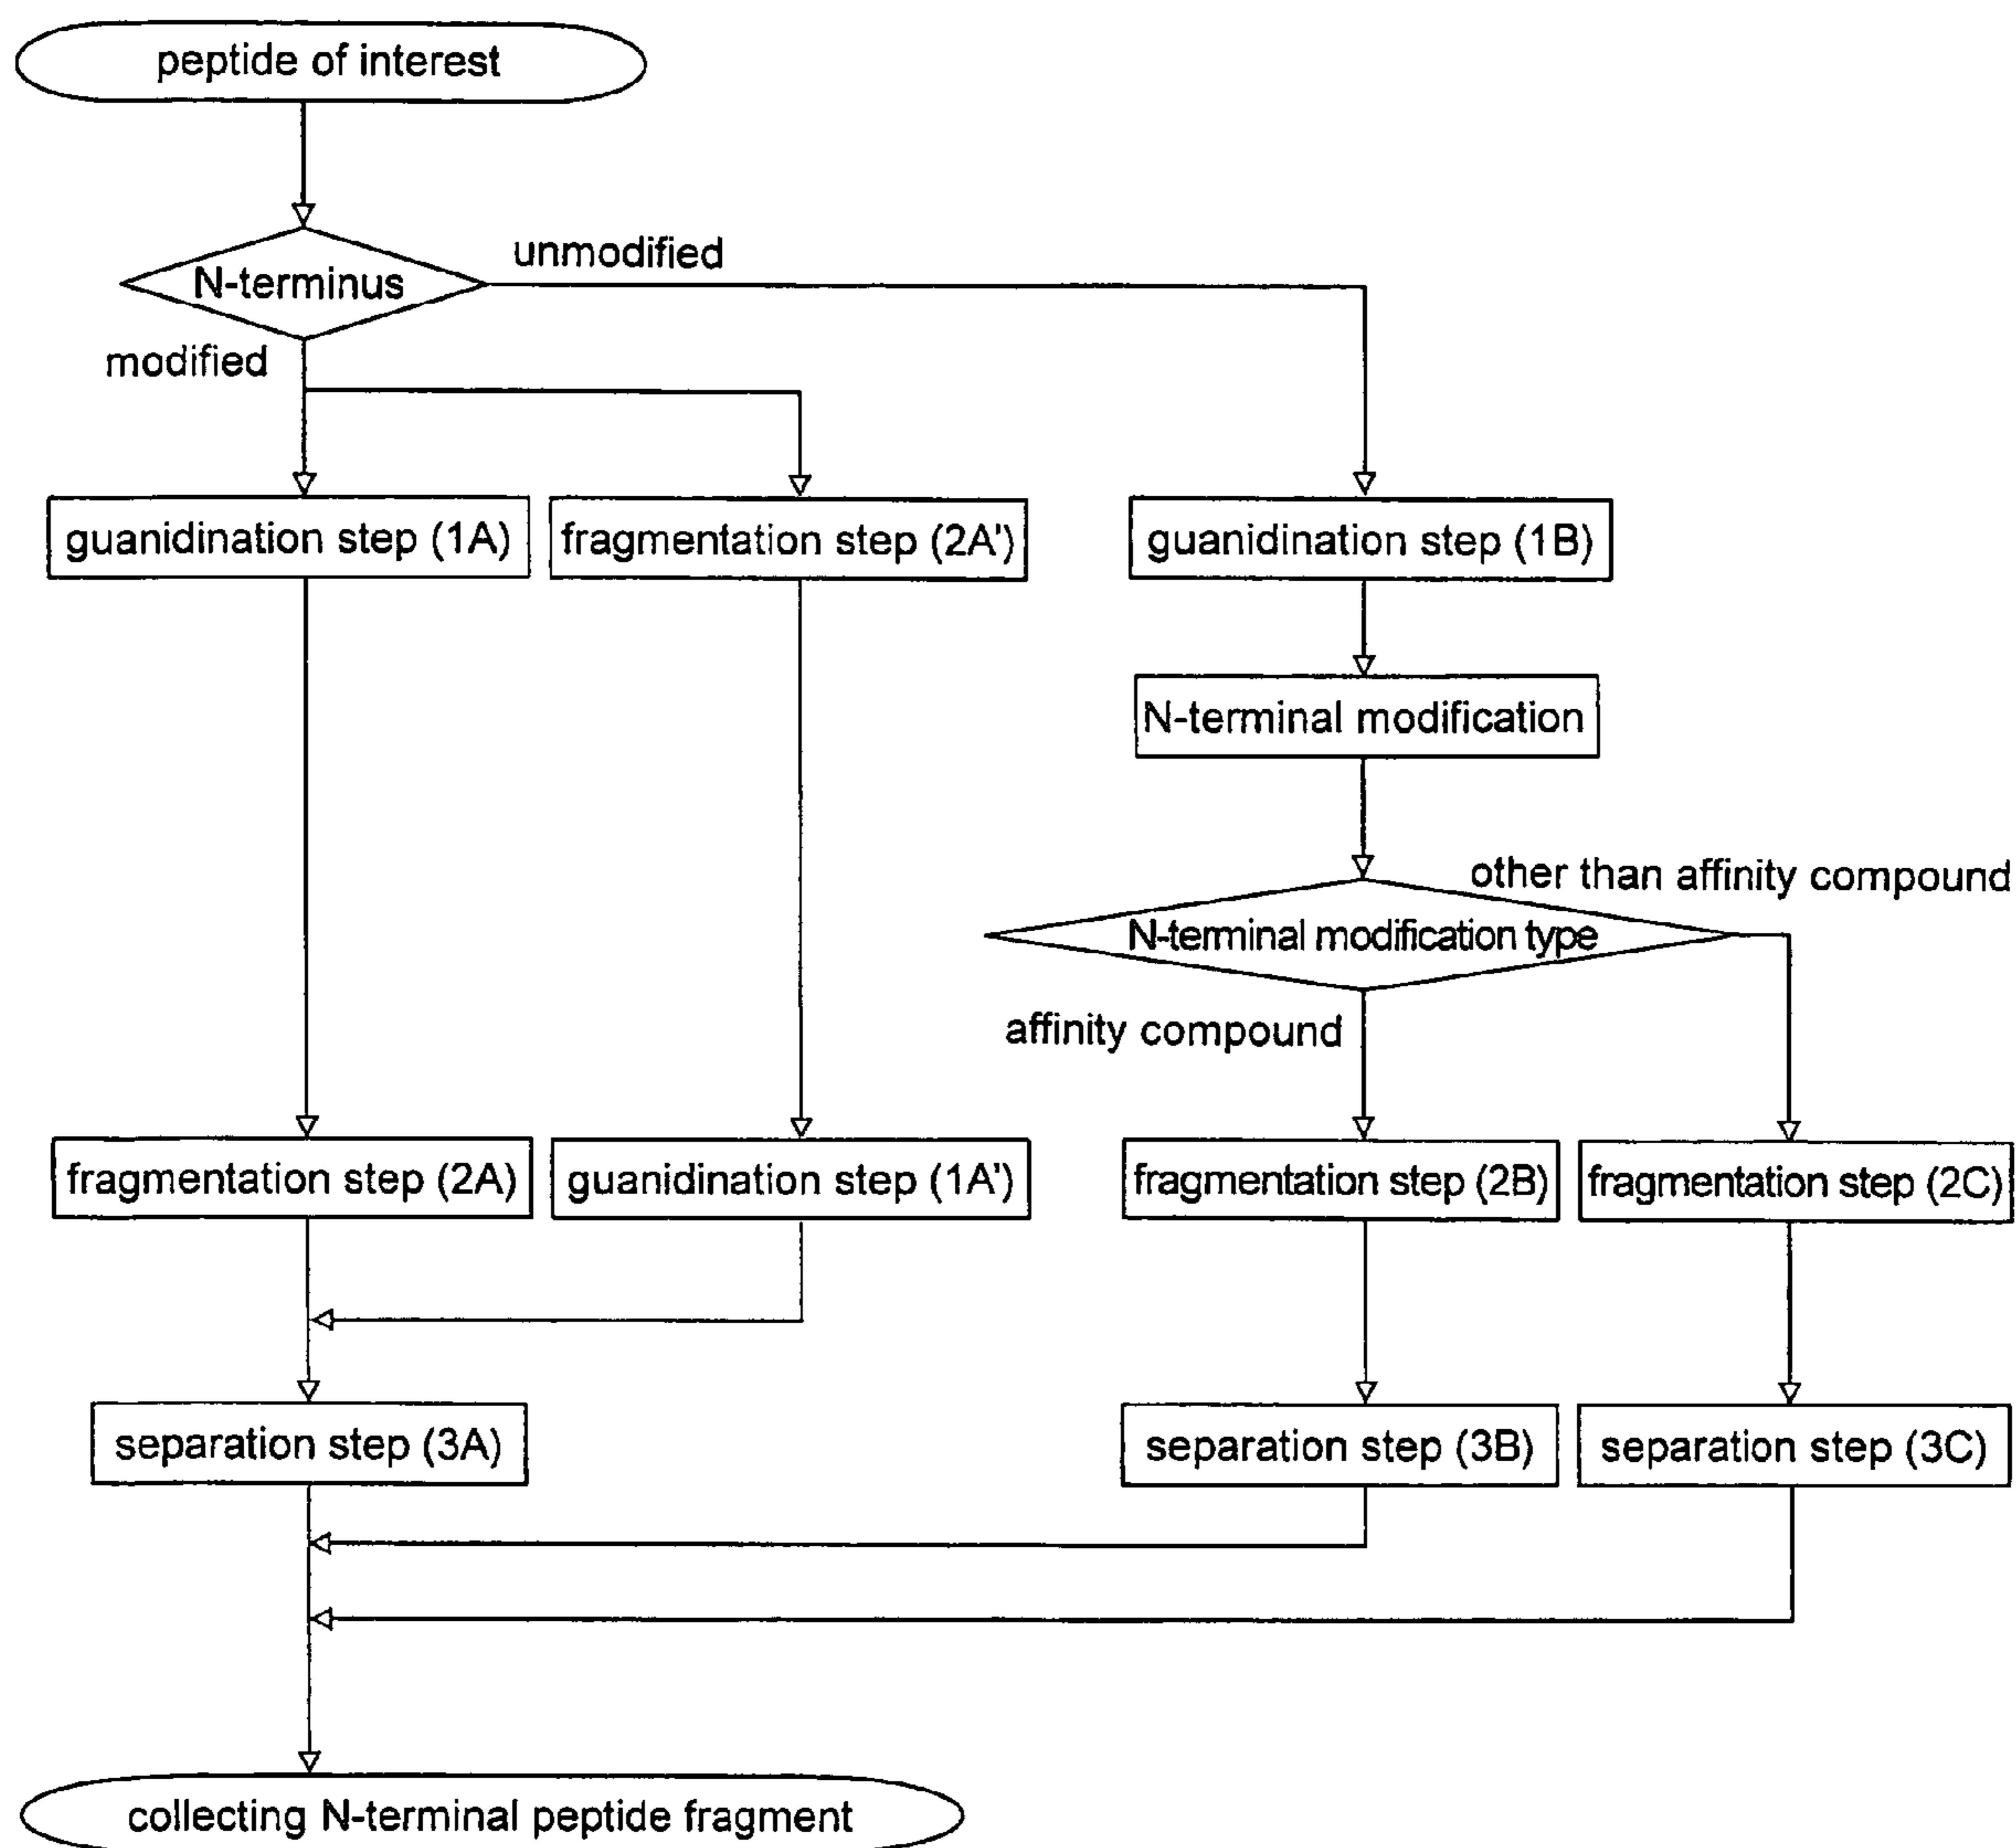 peptide of interest
N-terminus
unmodified
modified
guanidination step (1A)
fragmentation step (2A')
guanidination step (1B)
N-terminal modification
other than affinity compound
N-terminal modification type
affinity compound
fragmentation step (2A)
guanidination step (1A')
fragmentation step (2B)
fragmentation step (2C)
separation step (3A)
separation step (3B)
separation step (3C)
collecting N-terminal peptide fragment